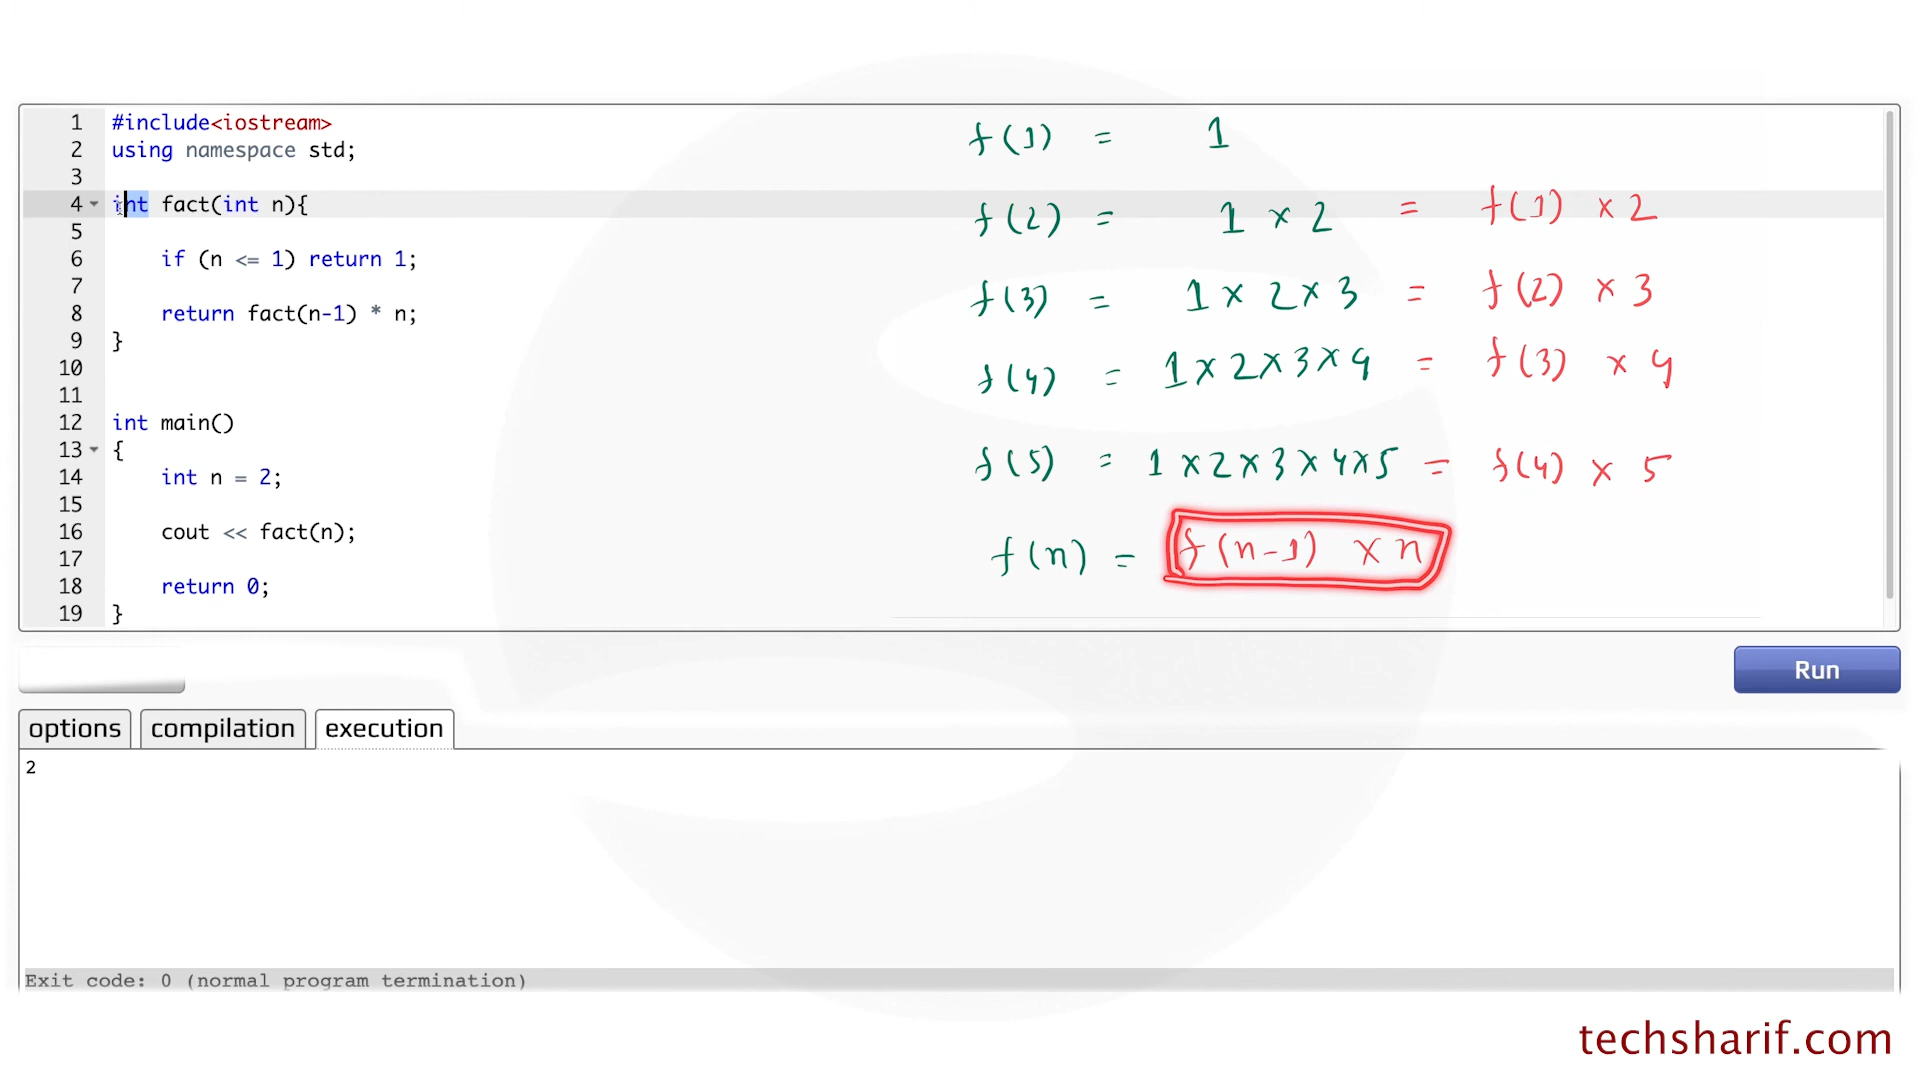 1 #include<iostream>
2 using namespace std;
3
4 int fact(int n){
5
6 if (n <= 1) return 1;
7
8 return fact(n-1) * n;
9 }
10
11
12 int main()
13 {
14 int n = 2;
15
16 cout << fact(n);
17
18 return 0;
19 }
f(1) = 1
f(2) = 1 × 2 = f(1) × 2
f(3) = 1 × 2 × 3 = f(2) × 3
f(4) = 1 × 2 × 3 × 4 = f(3) × 4
f(5) = 1 × 2 × 3 × 4 × 5 = f(4) × 5
f(n) = f(n-1) × n
Run
options compilation execution
2
Exit code: 0 (normal program termination)
techsharif.com